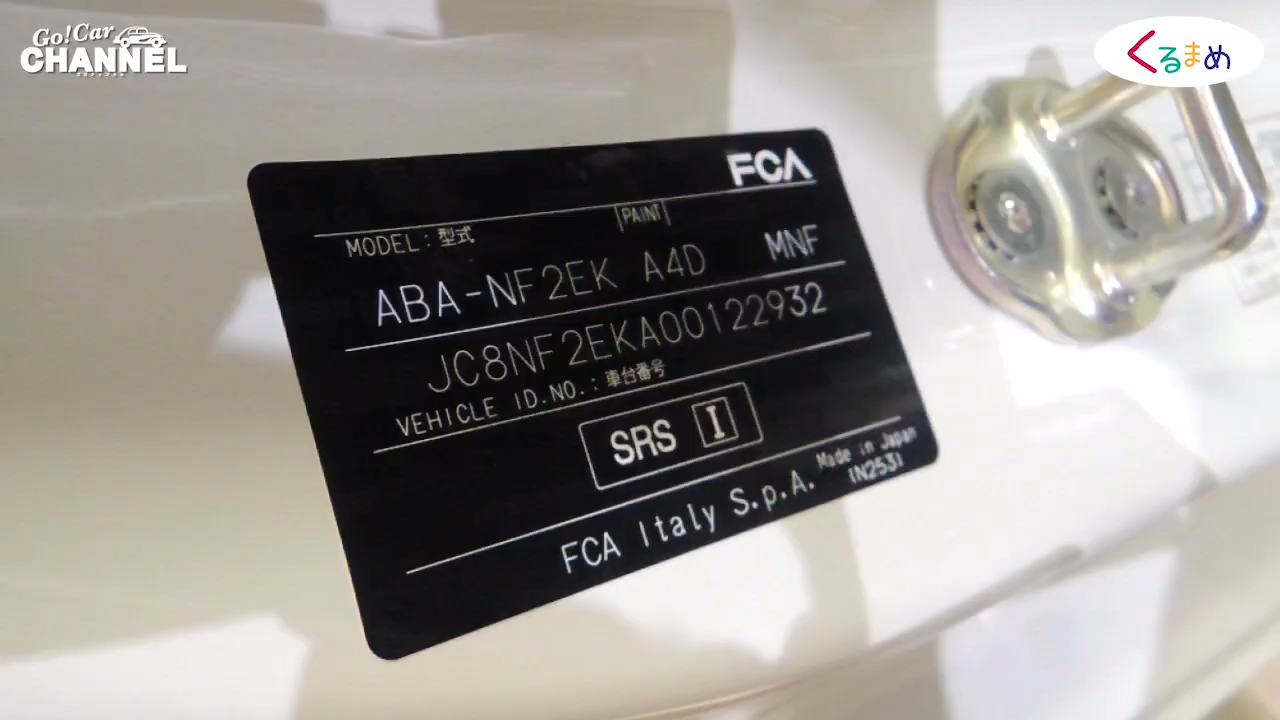 Go!Car
CHANNEL
くるまめ
FCA
MODEL : 型式
PAINT
ABA-NF2EK A4D MNF
JC8NF2EKA00122932
VEHICLE ID.NO. : 車台番号
SRS I
Made in Japan
FCA Italy S.p.A. IN2531